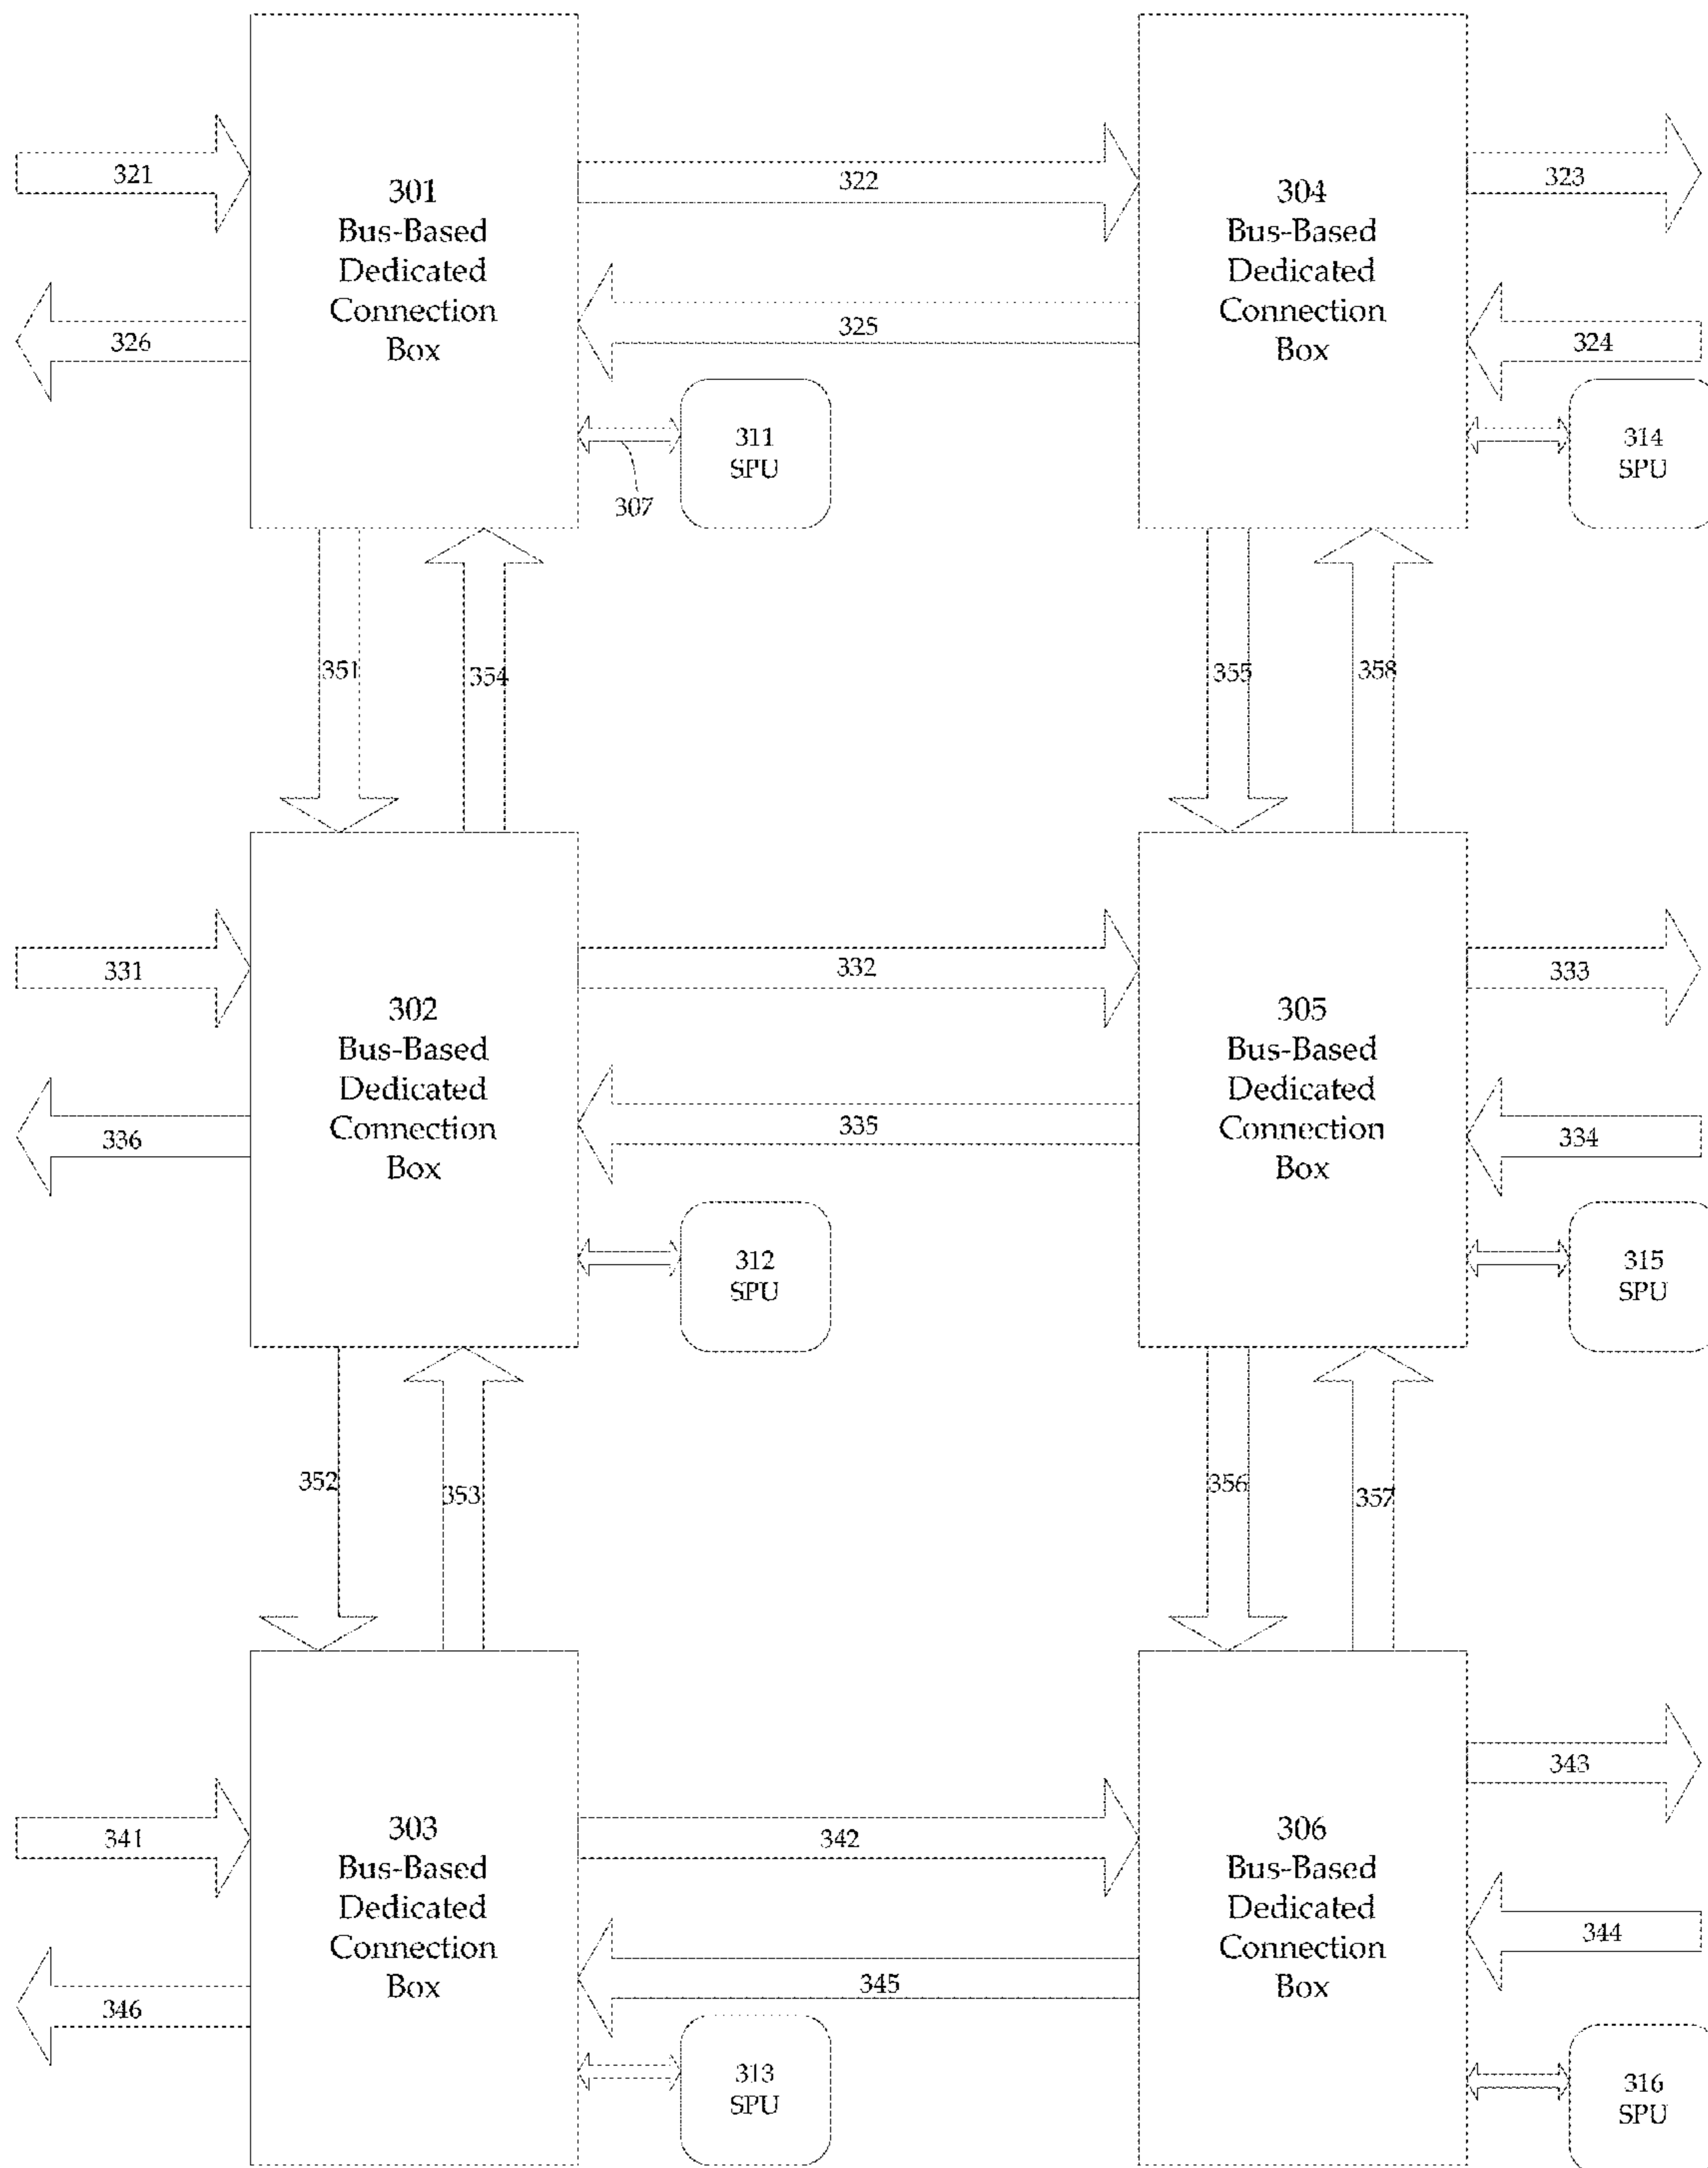 321
322
323
301
Bus-Based
Dedicated
Connection
Box
304
Bus-Based
Dedicated
Connection
Box
326
325
324
311
SPU
307
314
SPU
351
354
355
358
331
332
333
302
Bus-Based
Dedicated
Connection
Box
305
Bus-Based
Dedicated
Connection
Box
336
335
334
312
SPU
315
SPU
352
353
356
357
341
342
343
303
Bus-Based
Dedicated
Connection
Box
306
Bus-Based
Dedicated
Connection
Box
346
345
344
313
SPU
316
SPU